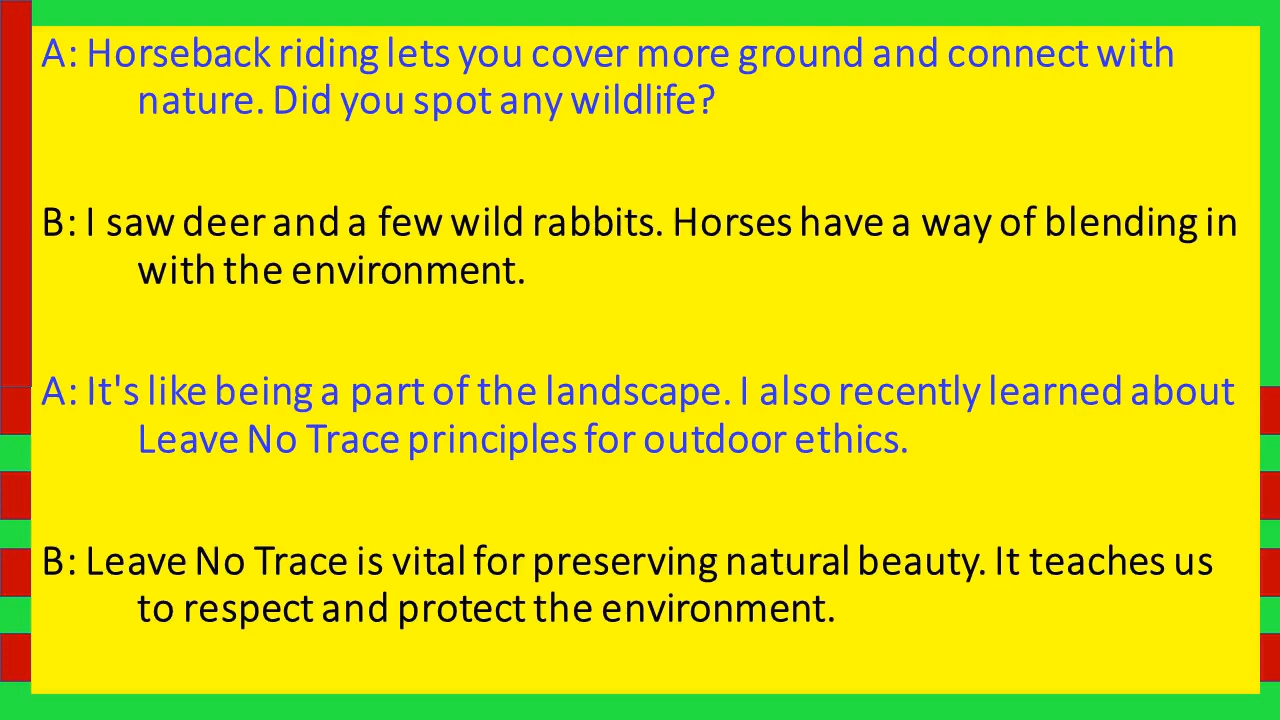 A: Horseback riding lets you cover more ground and connect with
nature. Did you spot any wildlife?
B: I saw deer and a few wild rabbits. Horses have a way of blending in
with the environment.
A: It's like being a part of the landscape. I also recently learned about
Leave No Trace principles for outdoor ethics.
B: Leave No Trace is vital for preserving natural beauty. It teaches us
to respect and protect the environment.